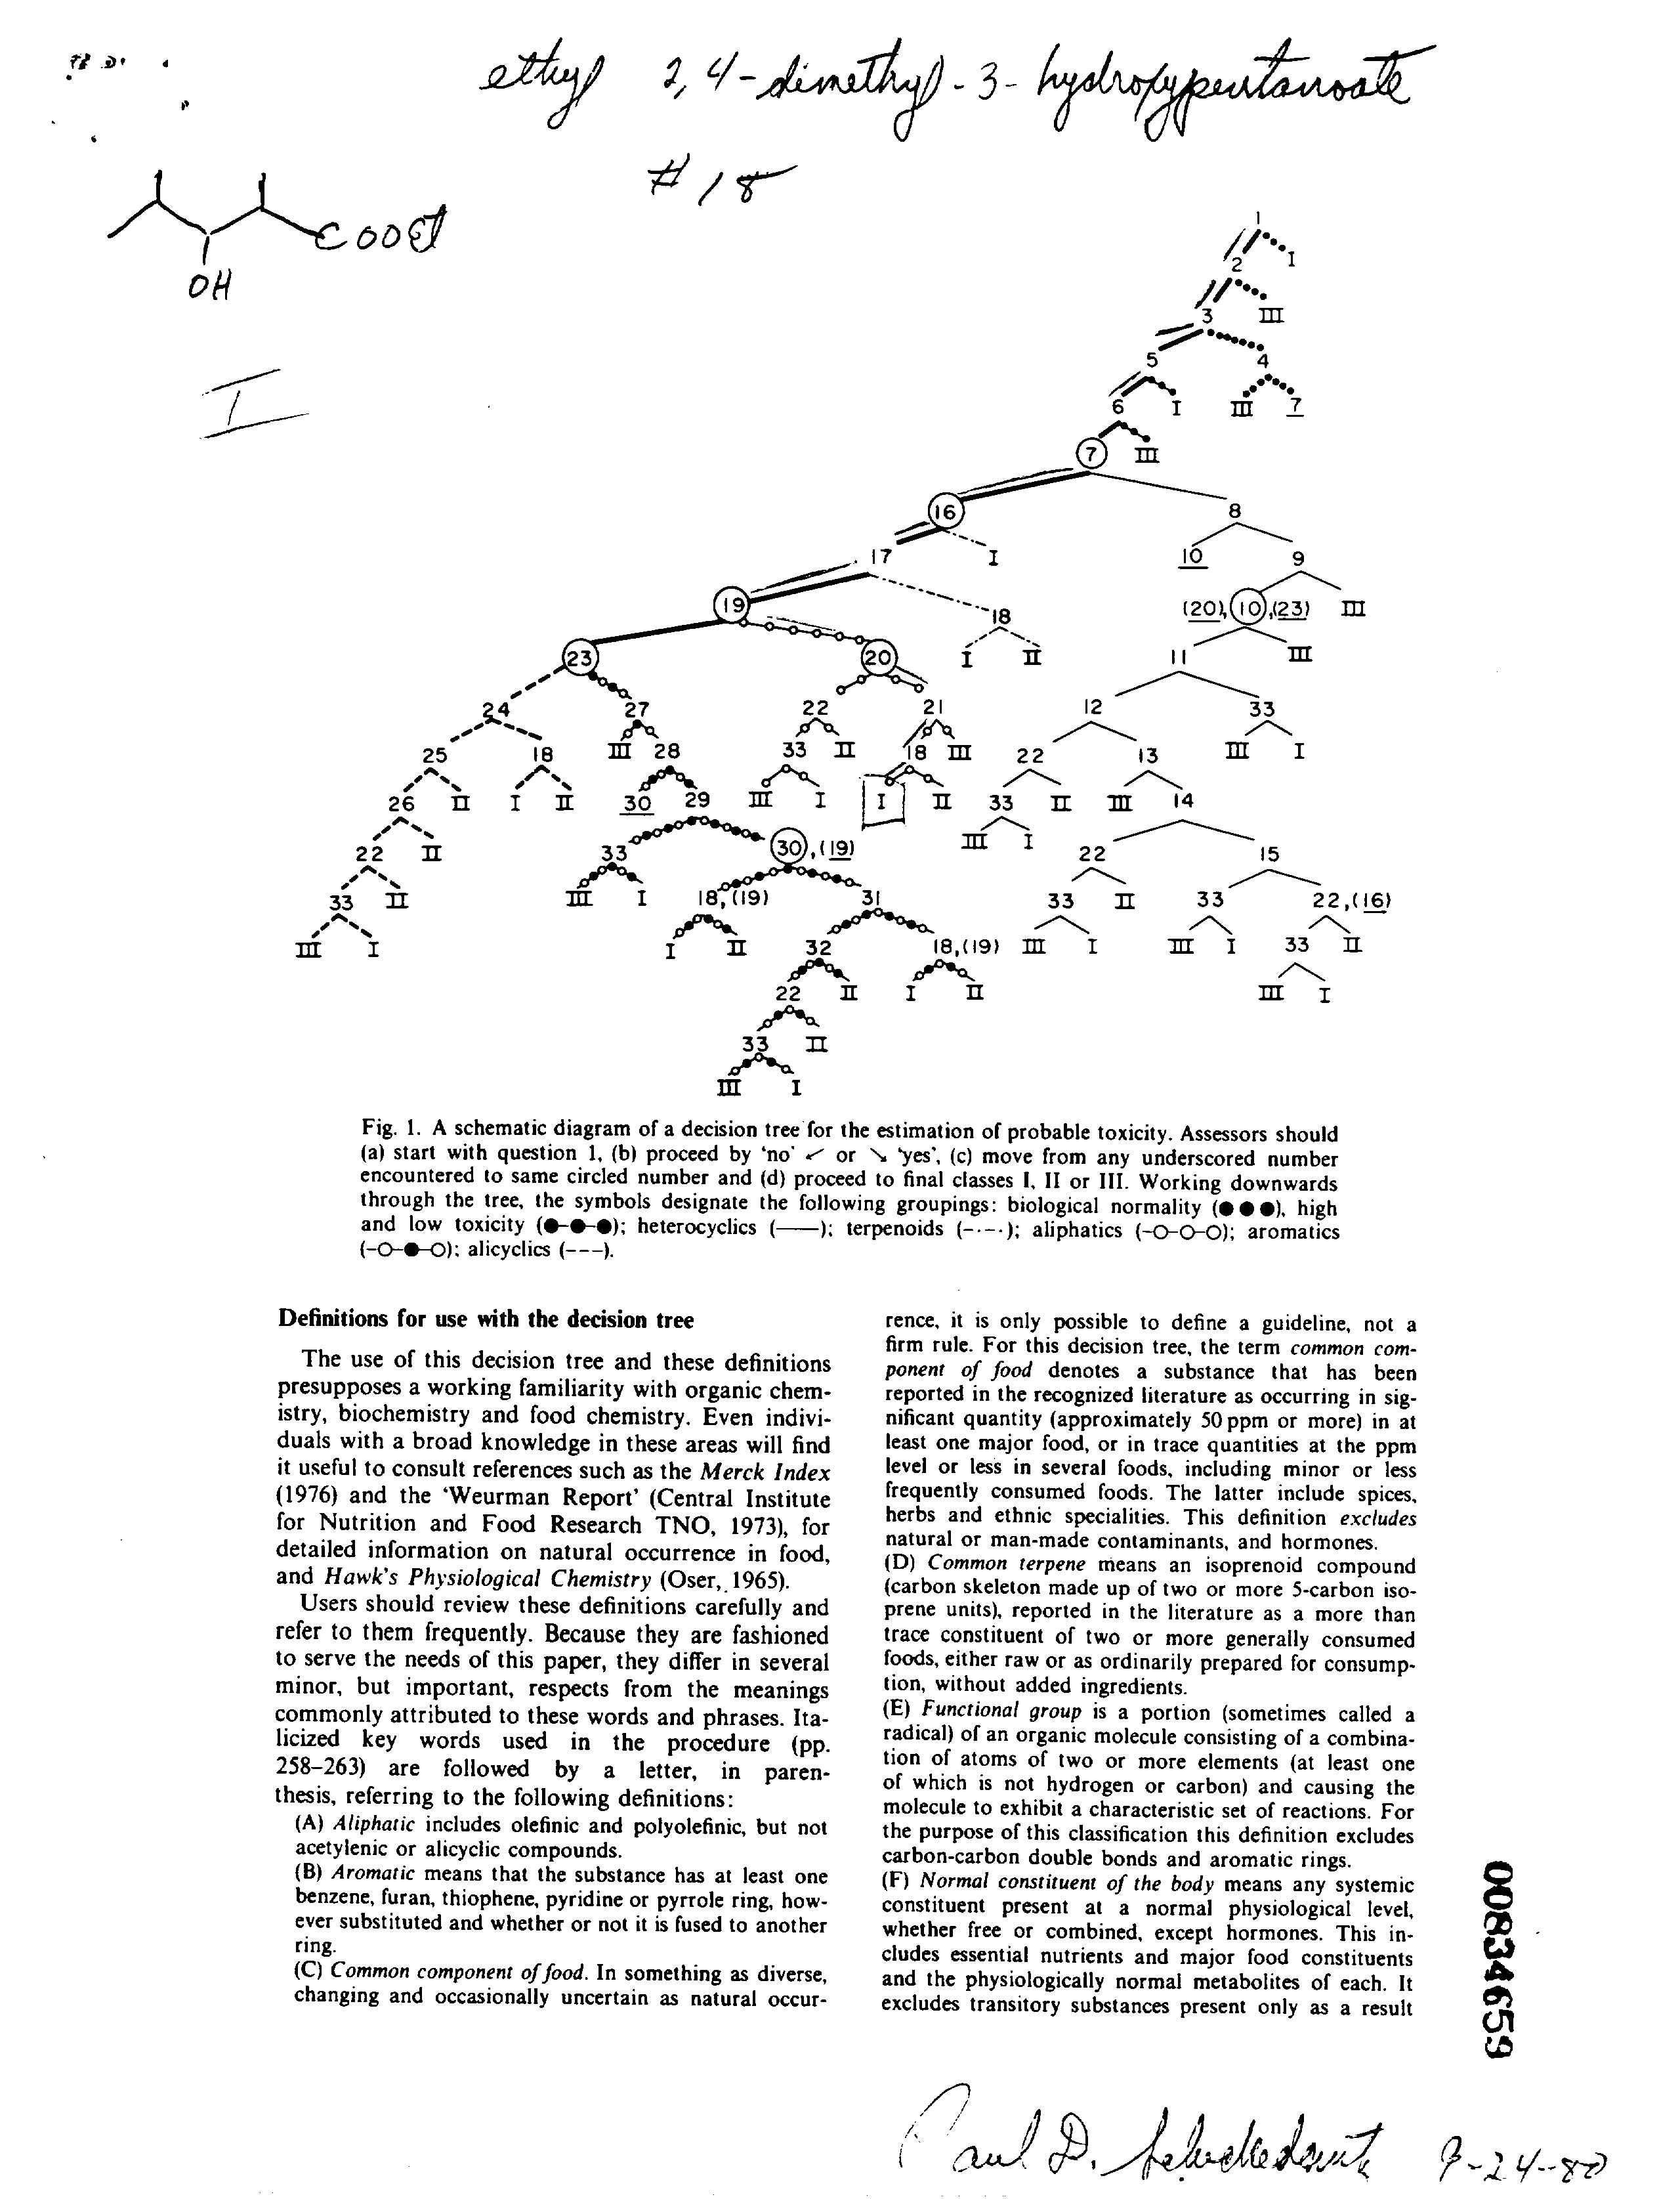 ethyl 2,4-dimethyl-3-hydroxypentanoate
# 18
COOEt
OH
I
1
2 I
3 III
5 4
6 I III 7
7 III
16 8
17 I 10 9
19 18 (20),10,(23) III
23 20 I II 11 III
24 27 22 21 12 33
25 18 III 28 33 II 18 III 22 13 III I
26 II I II 30 29 III I I II 33 II III 14
22 II 33 30,(19) III I 22 15
33 II III I 18,(19) 31 33 II 33 22,(16)
III I I II 32 18,(19) III I III I 33 II
22 II I II III I
33 II
III I
Fig. 1. A schematic diagram of a decision tree for the estimation of probable toxicity. Assessors should
(a) start with question 1, (b) proceed by 'no' ↙ or ↘ 'yes', (c) move from any underscored number
encountered to same circled number and (d) proceed to final classes I, II or III. Working downwards
through the tree, the symbols designate the following groupings: biological normality (●●●), high
and low toxicity (●-●-●); heterocyclics (——); terpenoids (-·-·); aliphatics (-O-O-O); aromatics
(-O-●-O); alicyclics (---).
Definitions for use with the decision tree
The use of this decision tree and these definitions
presupposes a working familiarity with organic chem-
istry, biochemistry and food chemistry. Even indivi-
duals with a broad knowledge in these areas will find
it useful to consult references such as the Merck Index
(1976) and the 'Weurman Report' (Central Institute
for Nutrition and Food Research TNO, 1973), for
detailed information on natural occurrence in food,
and Hawk's Physiological Chemistry (Oser, 1965).
Users should review these definitions carefully and
refer to them frequently. Because they are fashioned
to serve the needs of this paper, they differ in several
minor, but important, respects from the meanings
commonly attributed to these words and phrases. Ita-
licized key words used in the procedure (pp.
258–263) are followed by a letter, in paren-
thesis, referring to the following definitions:
(A) Aliphatic includes olefinic and polyolefinic, but not
acetylenic or alicyclic compounds.
(B) Aromatic means that the substance has at least one
benzene, furan, thiophene, pyridine or pyrrole ring, how-
ever substituted and whether or not it is fused to another
ring.
(C) Common component of food. In something as diverse,
changing and occasionally uncertain as natural occur-
rence, it is only possible to define a guideline, not a
firm rule. For this decision tree, the term common com-
ponent of food denotes a substance that has been
reported in the recognized literature as occurring in sig-
nificant quantity (approximately 50 ppm or more) in at
least one major food, or in trace quantities at the ppm
level or less in several foods, including minor or less
frequently consumed foods. The latter include spices,
herbs and ethnic specialities. This definition excludes
natural or man-made contaminants, and hormones.
(D) Common terpene means an isoprenoid compound
(carbon skeleton made up of two or more 5-carbon iso-
prene units), reported in the literature as a more than
trace constituent of two or more generally consumed
foods, either raw or as ordinarily prepared for consump-
tion, without added ingredients.
(E) Functional group is a portion (sometimes called a
radical) of an organic molecule consisting of a combina-
tion of atoms of two or more elements (at least one
of which is not hydrogen or carbon) and causing the
molecule to exhibit a characteristic set of reactions. For
the purpose of this classification this definition excludes
carbon-carbon double bonds and aromatic rings.
(F) Normal constituent of the body means any systemic
constituent present at a normal physiological level,
whether free or combined, except hormones. This in-
cludes essential nutrients and major food constituents
and the physiologically normal metabolites of each. It
excludes transitory substances present only as a result
00834659
Paul D. 9-24-80